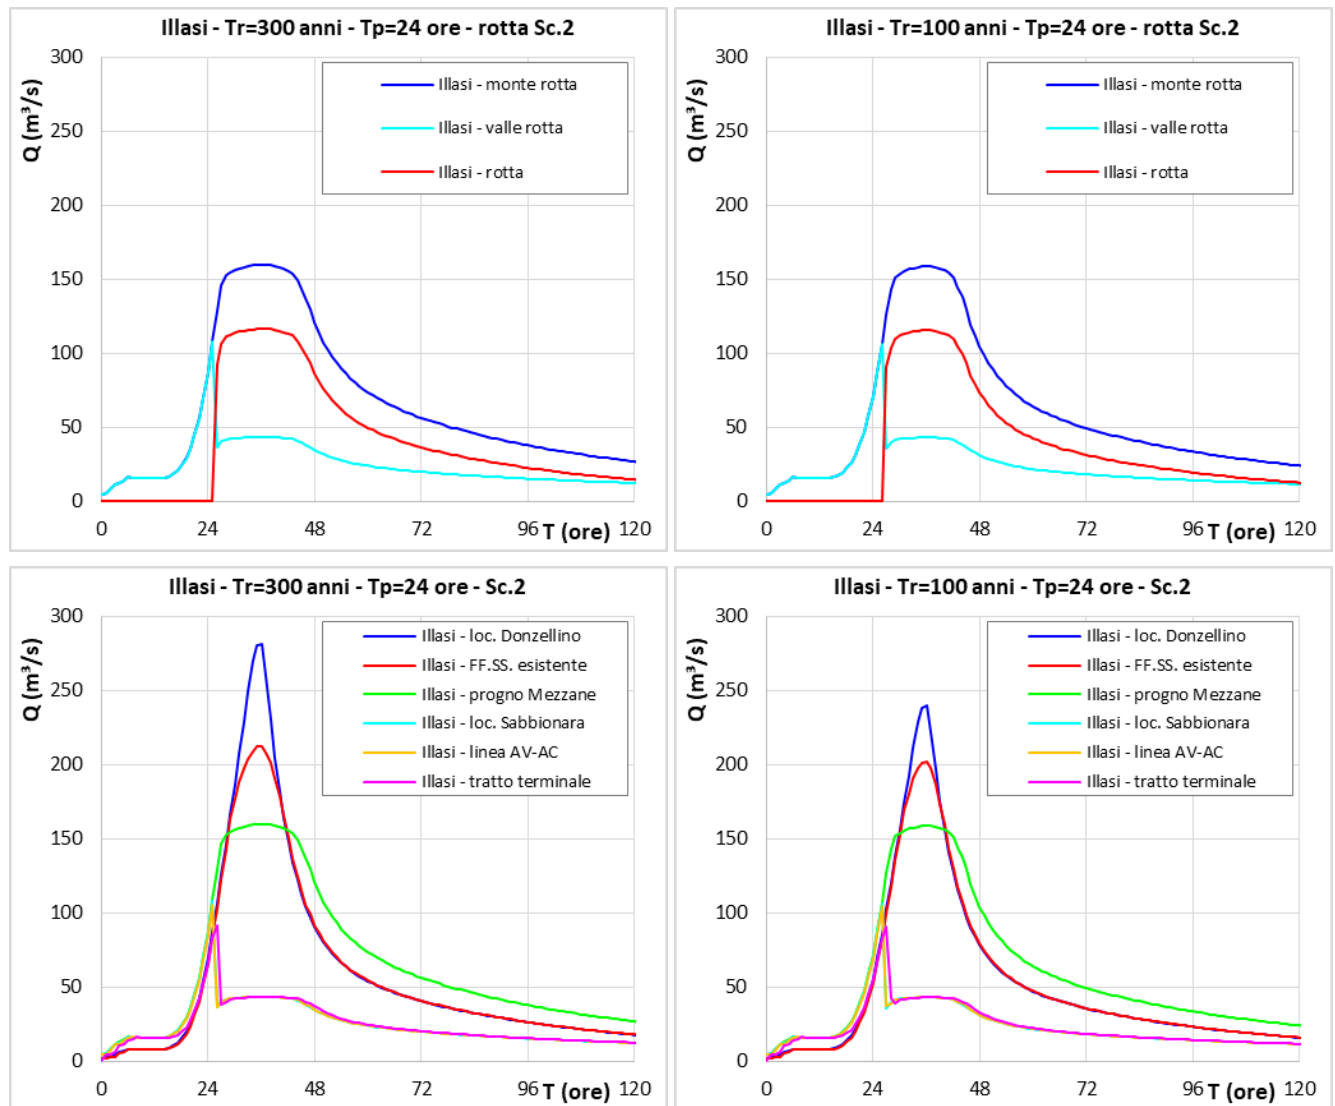 Illasi - Tr=300 anni - Tp=24 ore - rotta Sc.2
Q (m³/s)
300
250
200
150
100
50
0
Illasi - monte rotta
Illasi - valle rotta
Illasi - rotta
0 24 48 72 96 T (ore) 120
Illasi - Tr=100 anni - Tp=24 ore - rotta Sc.2
Q (m³/s)
300
250
200
150
100
50
0
Illasi - monte rotta
Illasi - valle rotta
Illasi - rotta
0 24 48 72 96 T (ore) 120
Illasi - Tr=300 anni - Tp=24 ore - Sc.2
Q (m³/s)
300
250
200
150
100
50
0
Illasi - loc. Donzellino
Illasi - FF.SS. esistente
Illasi - progno Mezzane
Illasi - loc. Sabbionara
Illasi - linea AV-AC
Illasi - tratto terminale
0 24 48 72 96 T (ore) 120
Illasi - Tr=100 anni - Tp=24 ore - Sc.2
Q (m³/s)
300
250
200
150
100
50
0
Illasi - loc. Donzellino
Illasi - FF.SS. esistente
Illasi - progno Mezzane
Illasi - loc. Sabbionara
Illasi - linea AV-AC
Illasi - tratto terminale
0 24 48 72 96 T (ore) 120